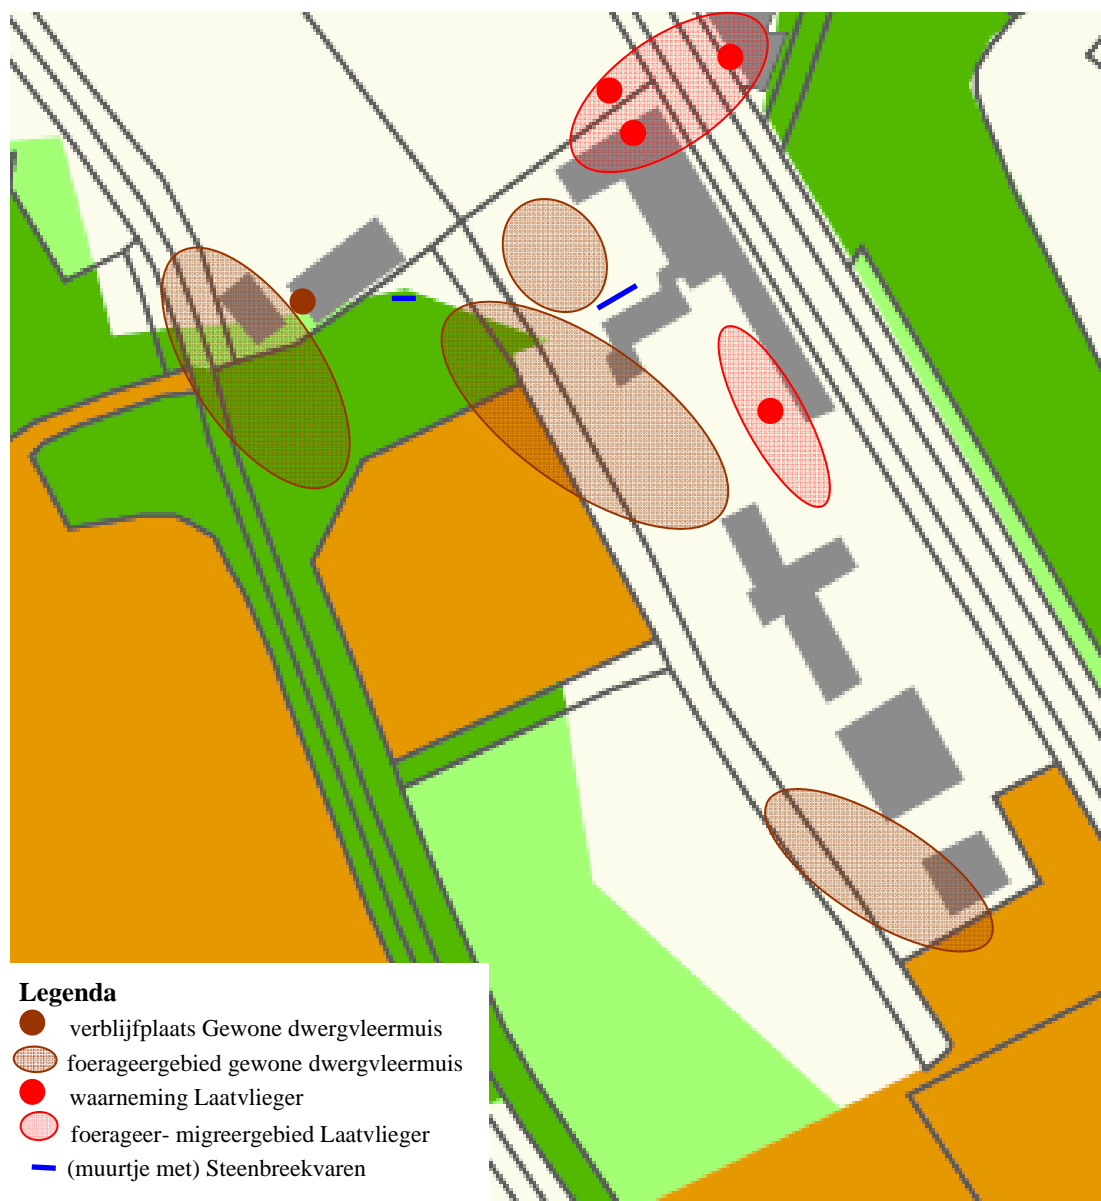 Legenda
verblijfplaats Gewone dwergvleermuis
foerageergebied gewone dwergvleermuis
waarneming Laatvlieger
foerageer- migreergebied Laatvlieger
(muurtje met) Steenbreekvaren